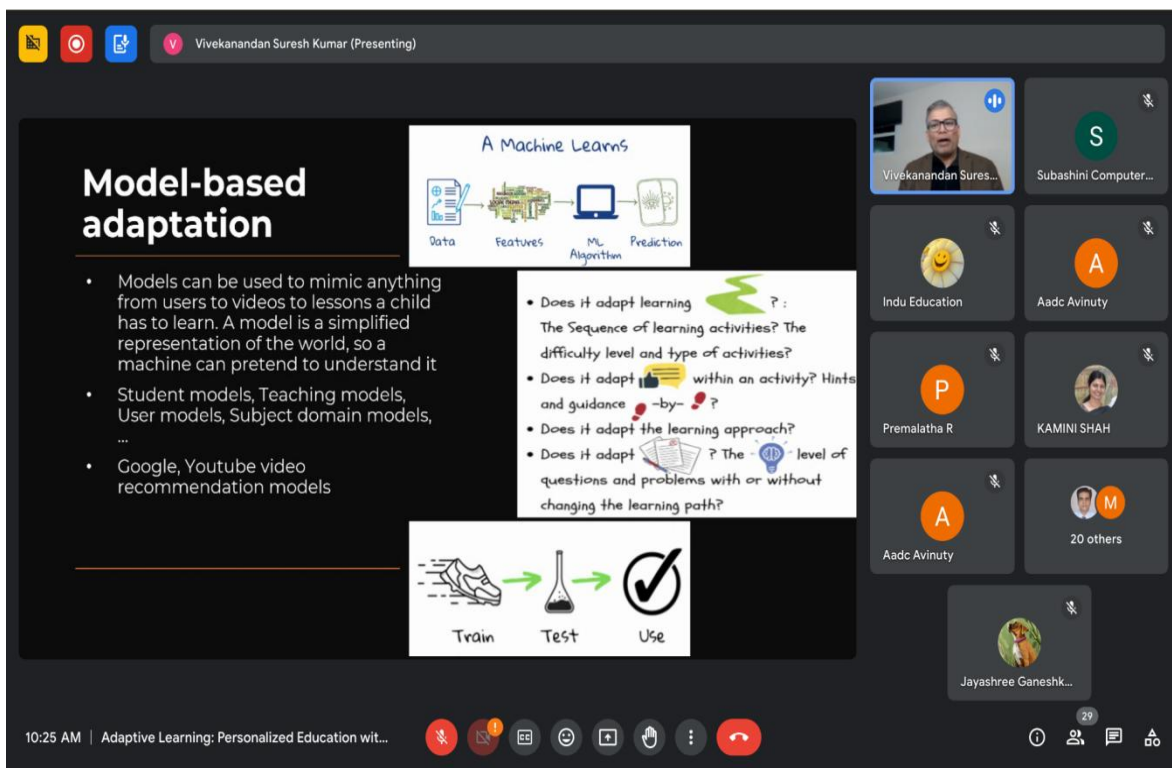 V
Vivekanandan Suresh Kumar (Presenting)
Model-based
adaptation
• Models can be used to mimic anything
from users to videos to lessons a child
has to learn. A model is a simplified
representation of the world, so a
machine can pretend to understand it
• Student models, Teaching models,
User models, Subject domain models,
...
• Google, Youtube video
recommendation models
A Machine Learns
Data
Features
ML
Algorithm
Prediction
• Does it adapt learning ? :
The Sequence of learning activities? The
difficulty level and type of activities?
• Does it adapt within an activity? Hints
and guidance -by- ?
• Does it adapt the learning approach?
• Does it adapt ? The level of
questions and problems with or without
changing the learning path?
Train
Test
Use
Vivekanandan Sures...
S
Subashini Computer...
Indu Education
A
Aadc Avinuty
P
Premalatha R
KAMINI SHAH
A
Aadc Avinuty
M
20 others
Jayashree Ganeshk...
10:25 AM | Adaptive Learning: Personalized Education wit...
!
CC
29